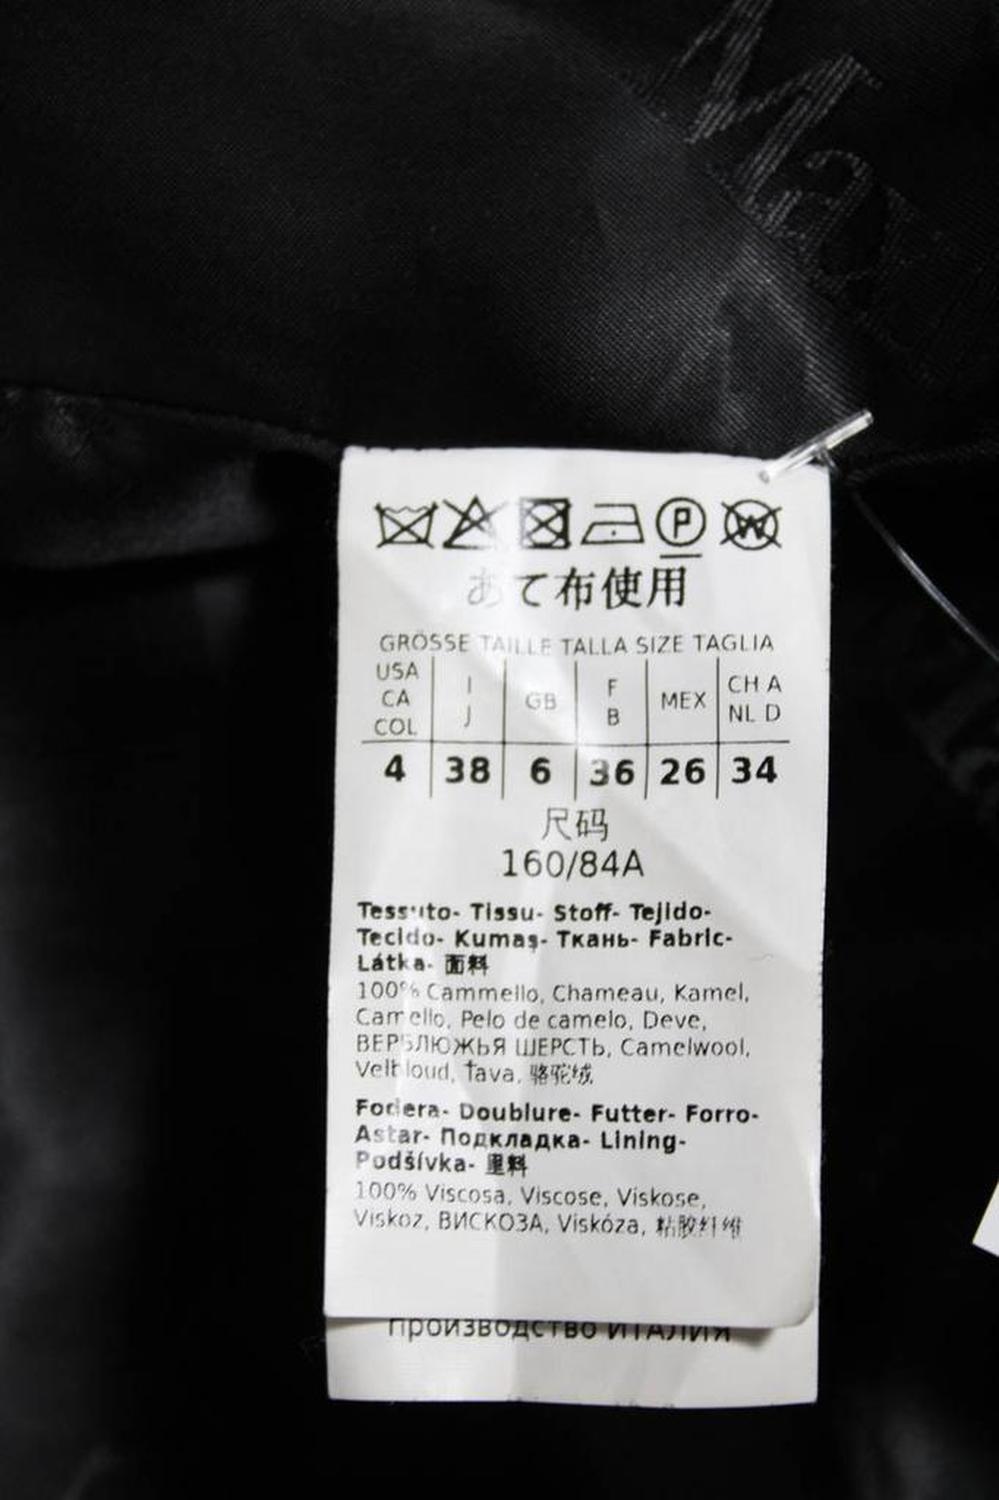 Max
P
W
あて布使用
GRÖSSE TAILLE TALLA SIZE TAGLIA
USA CA COL I J GB F B MEX CH A NL D
4 38 6 36 26 34
尺码
160/84A
Tessuto- Tissu- Stoff- Tejido-
Tecido- Kumaş- Ткань- Fabric-
Látka- 面料
100% Cammello, Chameau, Kamel,
Camello, Pelo de camelo, Deve,
ВЕРБЛЮЖЬЯ ШЕРСТЬ, Camelwool,
Velbloud, Tava, 骆驼绒
Fodera- Doublure- Futter- Forro-
Astar- Подкладка- Lining-
Podšívka- 里料
100% Viscosa, Viscose, Viskose,
Viskoz, ВИСКОЗА, Viskóza, 粘胶纤维
производство ИТАЛИЯ